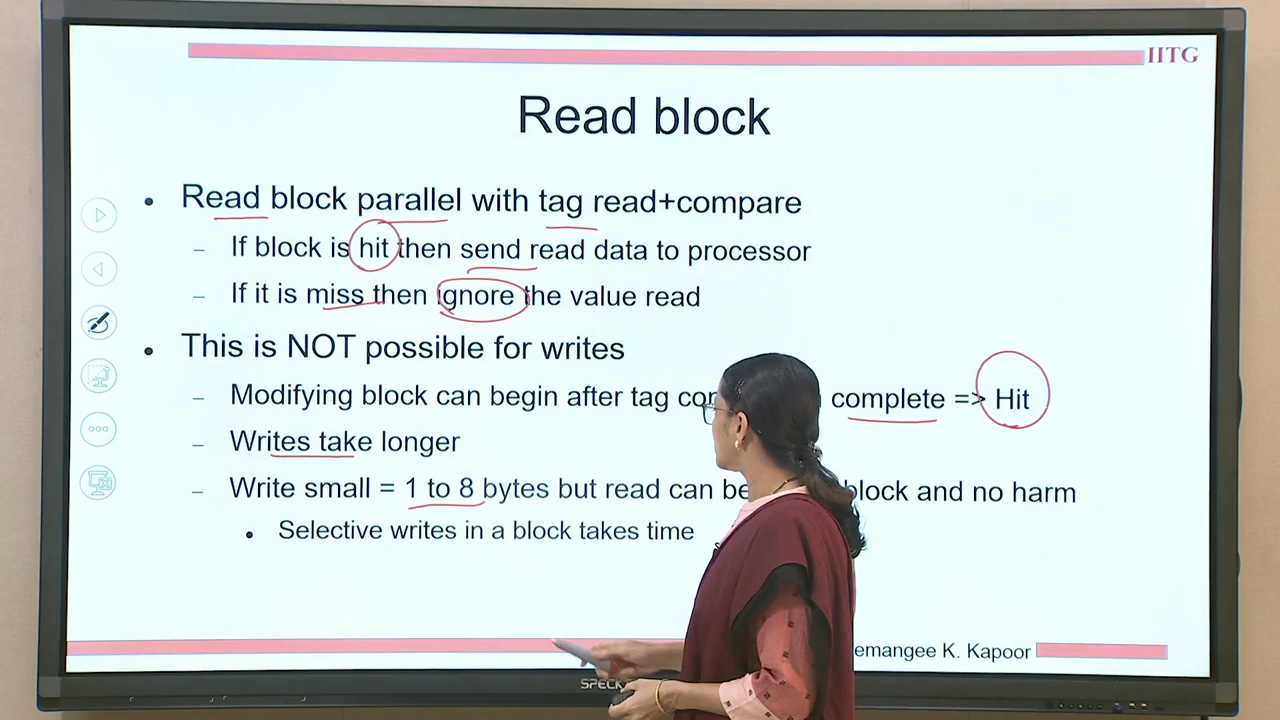 IITG
Read block
• Read block parallel with tag read+compare
– If block is hit then send read data to processor
– If it is miss then ignore the value read
• This is NOT possible for writes
– Modifying block can begin after tag complete => Hit
– Writes take longer
– Write small = 1 to 8 bytes but read can be block and no harm
• Selective writes in a block takes time
emangee K. Kapoor